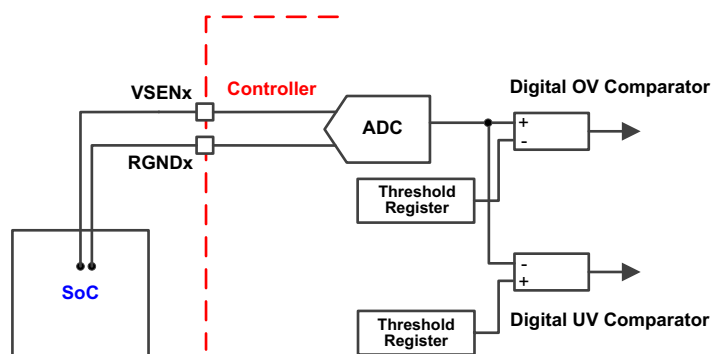 VSENx
Controller
Digital OV Comparator
ADC
+
-
RGNDx
Threshold
Register
SoC
-
+
Threshold
Register
Digital UV Comparator